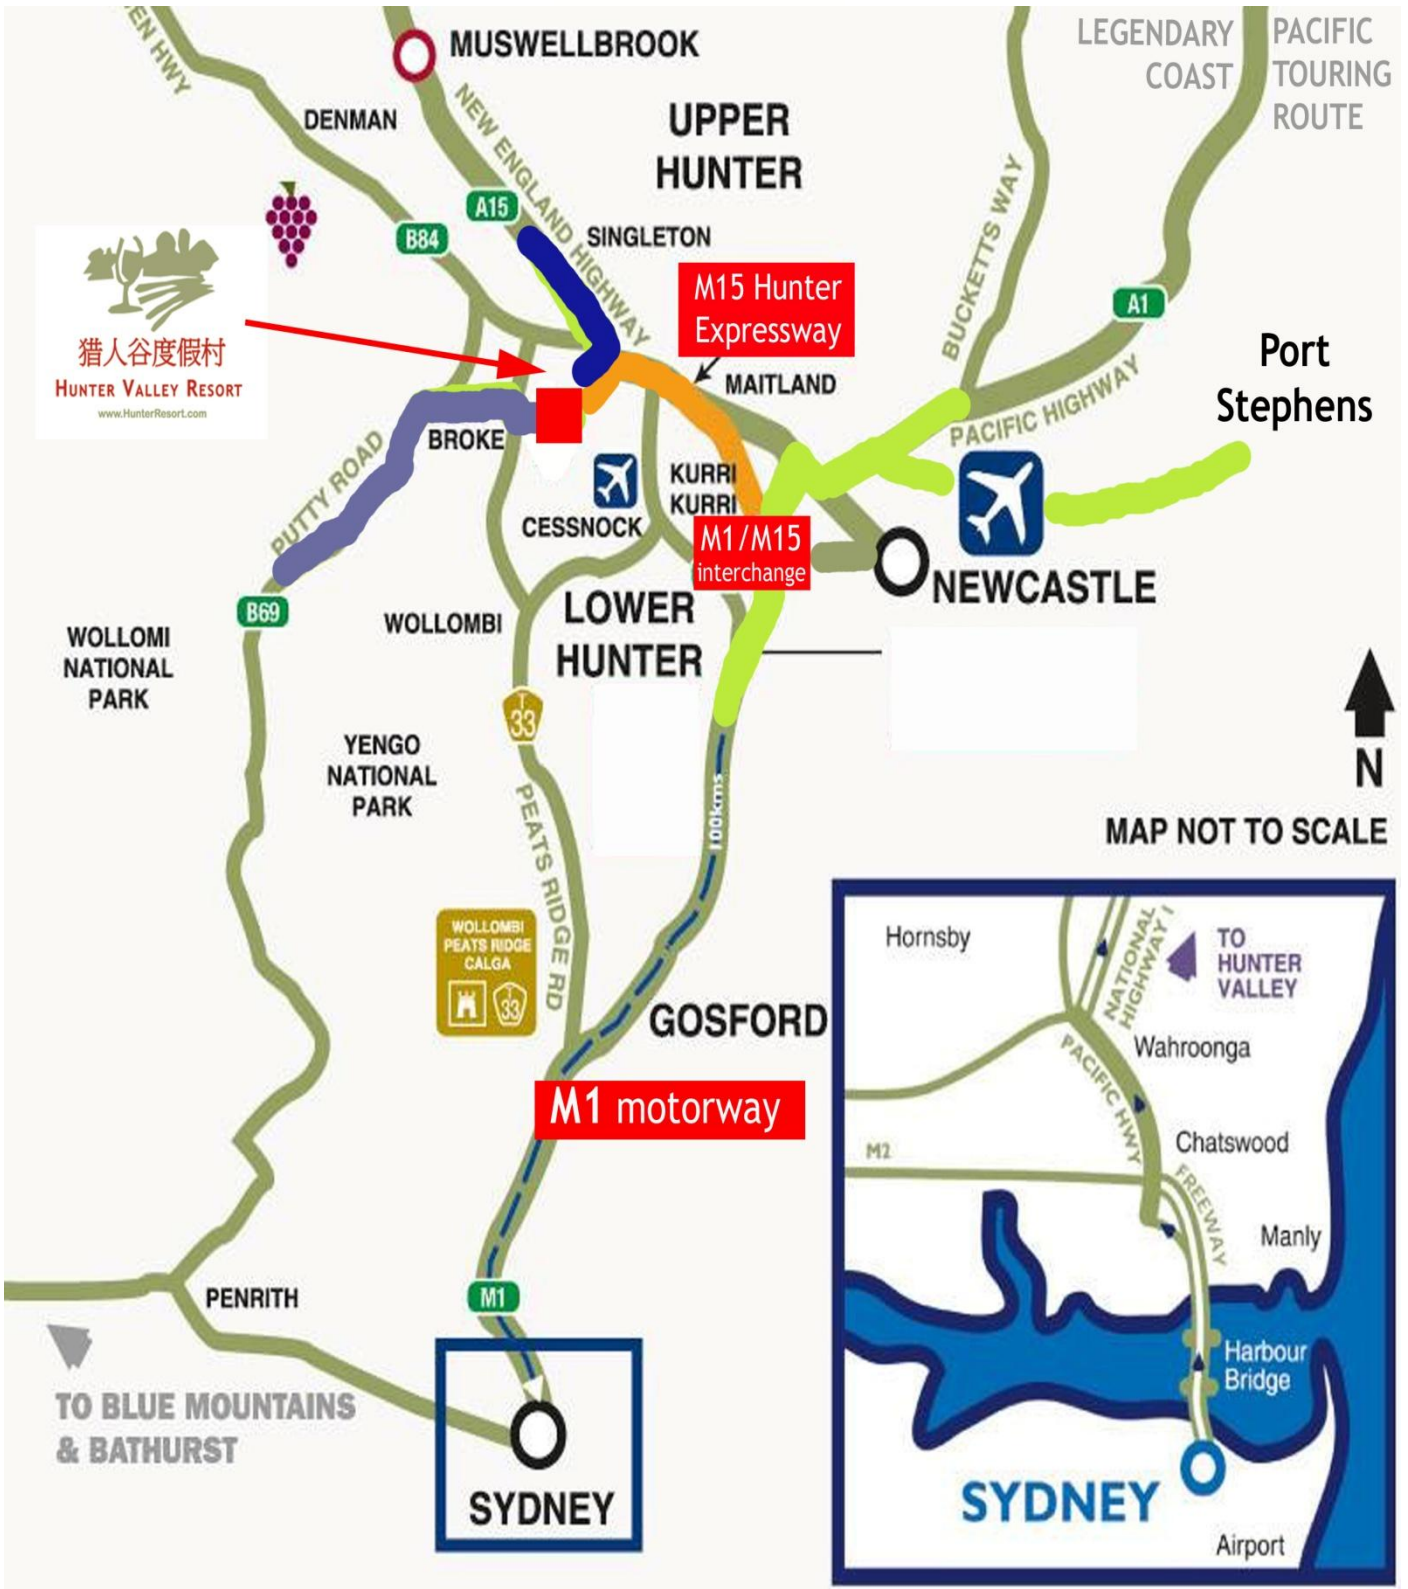 MUSWELLBROOK
LEGENDARY
COAST
PACIFIC
TOURING
ROUTE
EN HWY
DENMAN
NEW ENGLAND HIGHWAY
UPPER
HUNTER
BUCKETTS WAY
A15
B84
SINGLETON
M15 Hunter
Expressway
A1
猎人谷度假村
HUNTER VALLEY RESORT
www.HunterResort.com
MAITLAND
PACIFIC HIGHWAY
Port
Stephens
BROKE
PUTTY ROAD
KURRI
KURRI
CESSNOCK
M1/M15
interchange
NEWCASTLE
B69
WOLLOMBI
LOWER
HUNTER
WOLLOMI
NATIONAL
PARK
T
33
YENGO
NATIONAL
PARK
100kms
N
PEATS RIDGE RD
MAP NOT TO SCALE
WOLLOMBI
PEATS RIDGE
CALGA
33
GOSFORD
M1 motorway
PENRITH
M1
TO BLUE MOUNTAINS
& BATHURST
SYDNEY
Hornsby
NATIONAL
HIGHWAY 1
TO
HUNTER
VALLEY
Wahroonga
PACIFIC HWY
Chatswood
M2
FREEWAY
Manly
Harbour
Bridge
SYDNEY
Airport